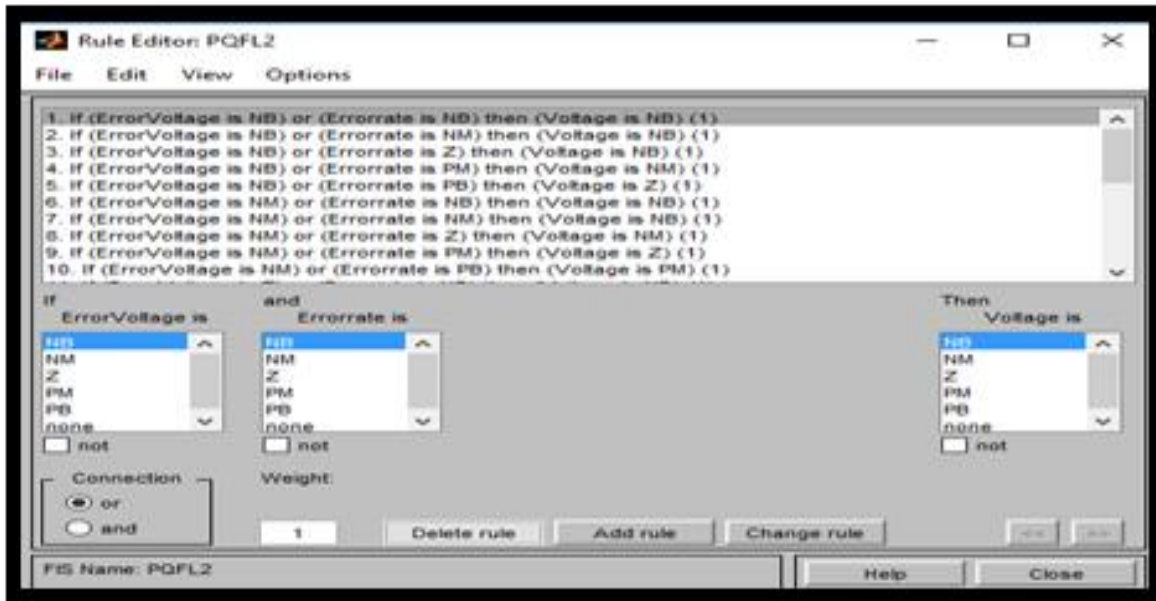 Rule Editor: PQFL2
File Edit View Options
1. If (ErrorVoltage is NB) or (Errorrate is NB) then (Voltage is NB) (1)
2. If (ErrorVoltage is NB) or (Errorrate is NM) then (Voltage is NB) (1)
3. If (ErrorVoltage is NB) or (Errorrate is Z) then (Voltage is NB) (1)
4. If (ErrorVoltage is NB) or (Errorrate is PM) then (Voltage is NM) (1)
5. If (ErrorVoltage is NB) or (Errorrate is PB) then (Voltage is Z) (1)
6. If (ErrorVoltage is NM) or (Errorrate is NB) then (Voltage is NB) (1)
7. If (ErrorVoltage is NM) or (Errorrate is NM) then (Voltage is NB) (1)
8. If (ErrorVoltage is NM) or (Errorrate is Z) then (Voltage is NM) (1)
9. If (ErrorVoltage is NM) or (Errorrate is PM) then (Voltage is Z) (1)
10. If (ErrorVoltage is NM) or (Errorrate is PB) then (Voltage is PM) (1)
If and Then
ErrorVoltage is Errorrate is Voltage is
NB NB NB
NM NM NM
Z Z Z
PM PM PM
PB PB PB
none none none
not not not
Connection Weight:
or
and 1 Delete rule Add rule Change rule << >>
FIS Name: PQFL2 Help Close